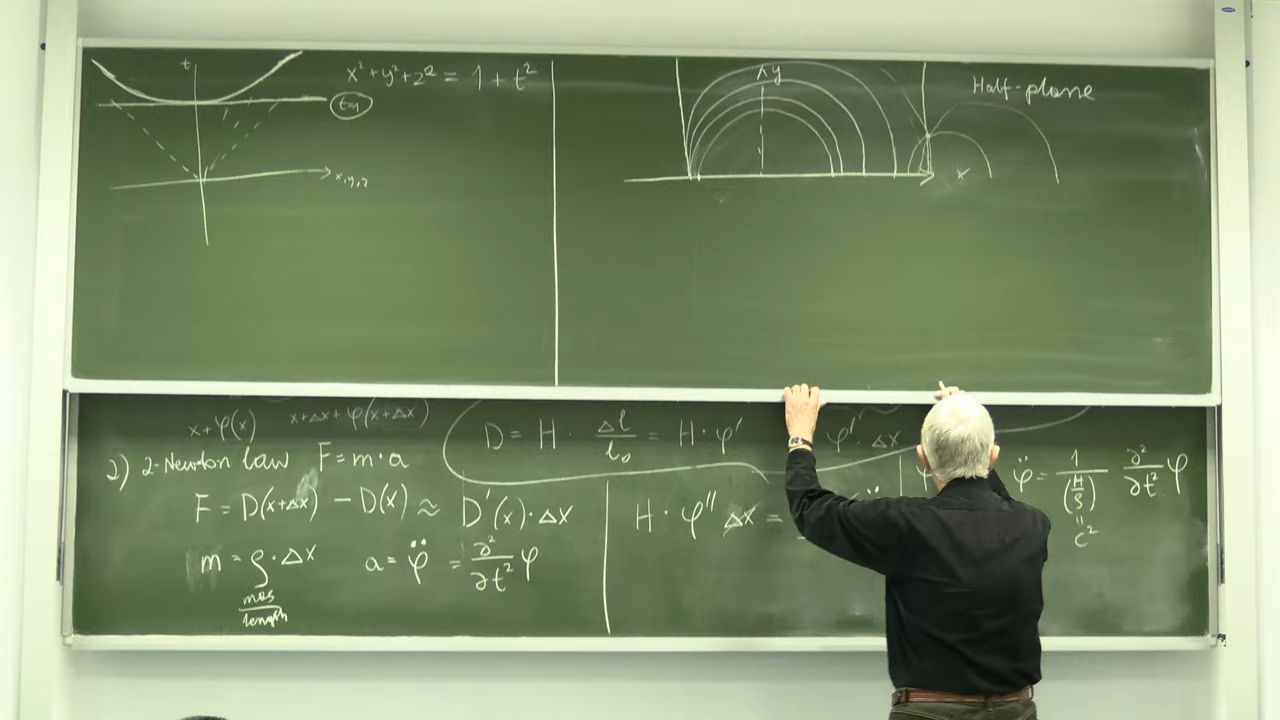 t
x² + y² + z² = 1 + t²
t=1
x,y,z
y
Half-plane
x
x+φ(x) x+Δx+φ(x+Δx)
D = H · Δl/l₀ = H · φ' φ' · Δx
2) 2-Newton law F = m·a
F = D(x+Δx) − D(x) ≈ D'(x)·Δx
m = ρ·Δx a = φ̈ = ∂²/∂t² φ
mas/length
H · φ'' Δx =
φ̈ = 1/(H/ρ) ∂²/∂t² φ
"
c²